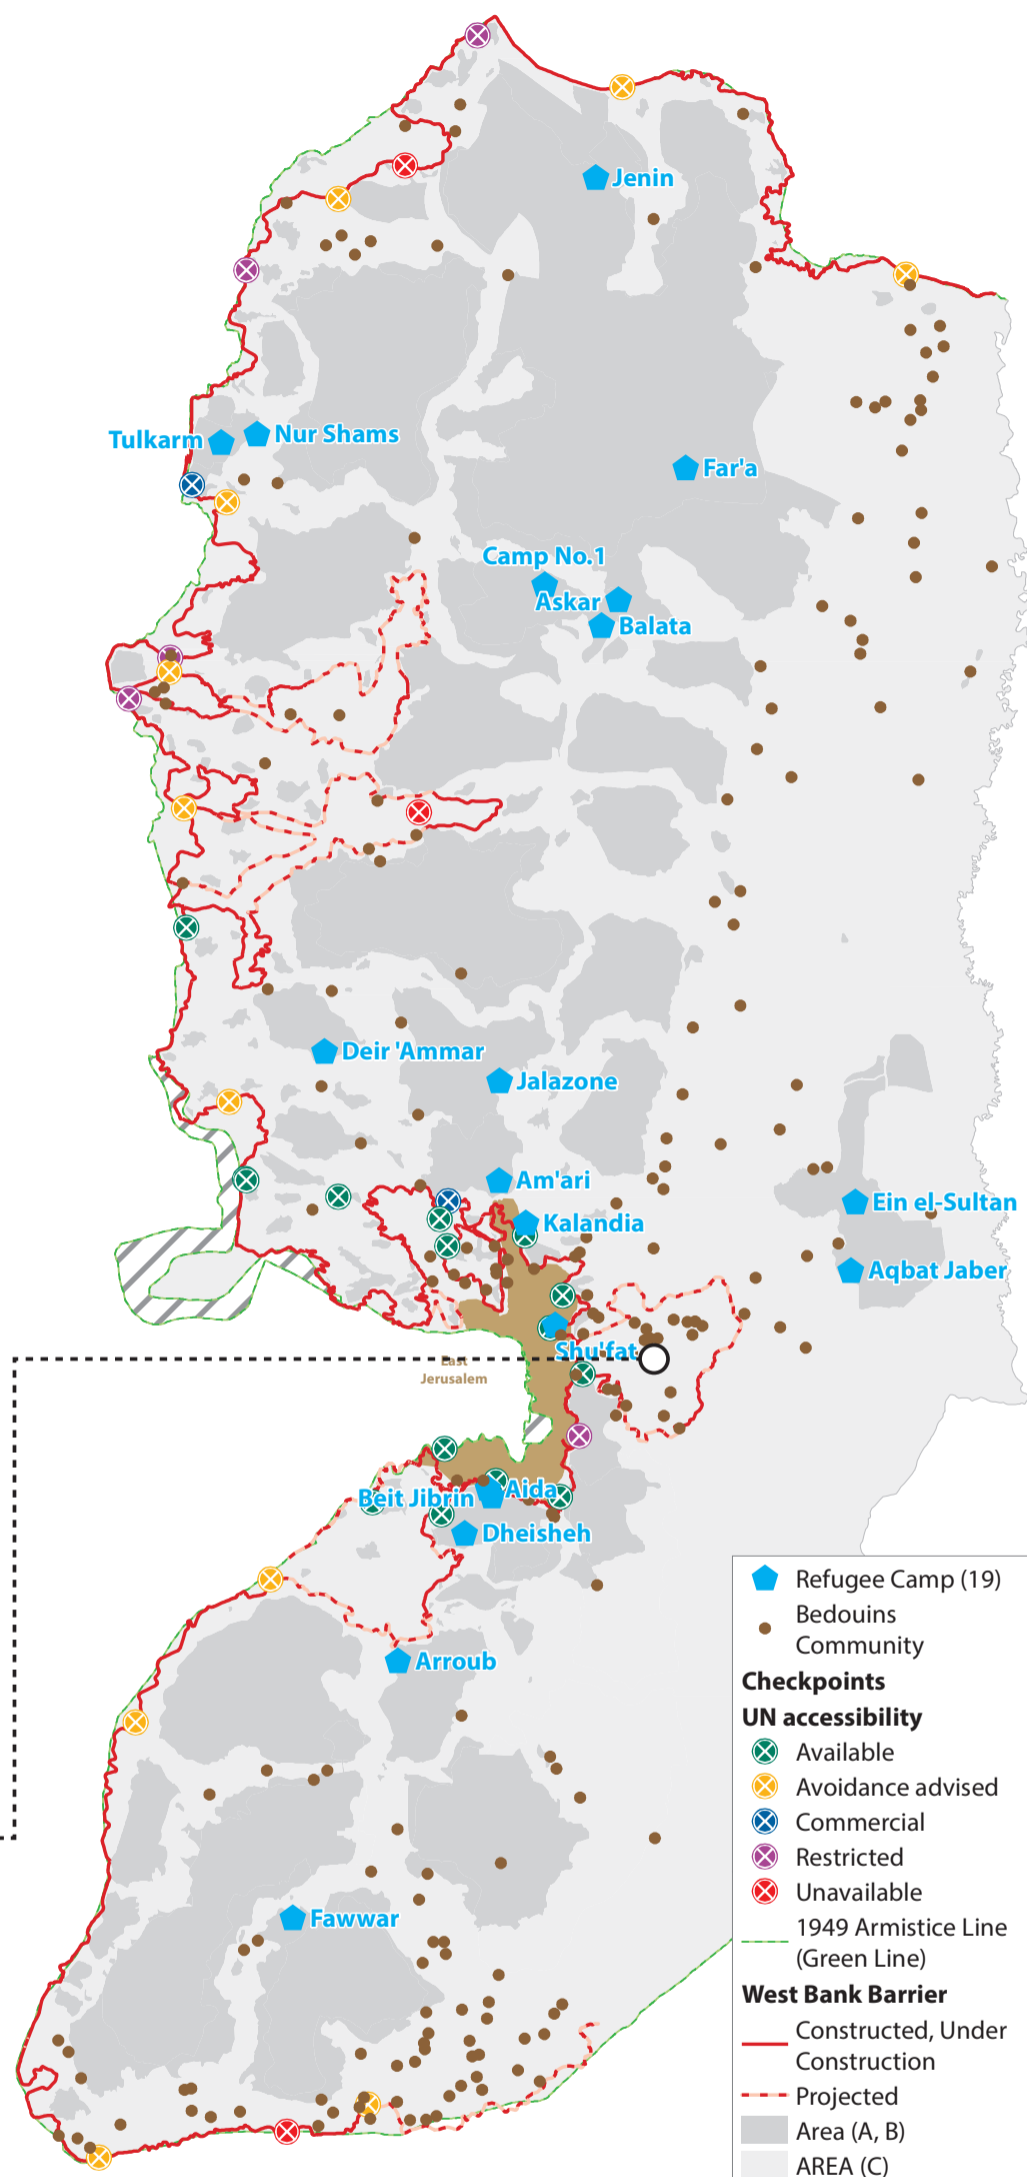 Jenin
Tulkarm
Nur Shams
Far'a
Camp No.1
Askar
Balata
Deir 'Ammar
Jalazone
Am'ari
Ein el-Sultan
Kalandia
Aqbat Jaber
Shu'fat
East
Jerusalem
Beit Jibrin
Aida
Dheisheh
Arroub
Fawwar
Refugee Camp (19)
Bedouins
Community
Checkpoints
UN accessibility
Available
Avoidance advised
Commercial
Restricted
Unavailable
1949 Armistice Line
(Green Line)
West Bank Barrier
Constructed, Under
Construction
Projected
Area (A, B)
AREA (C)